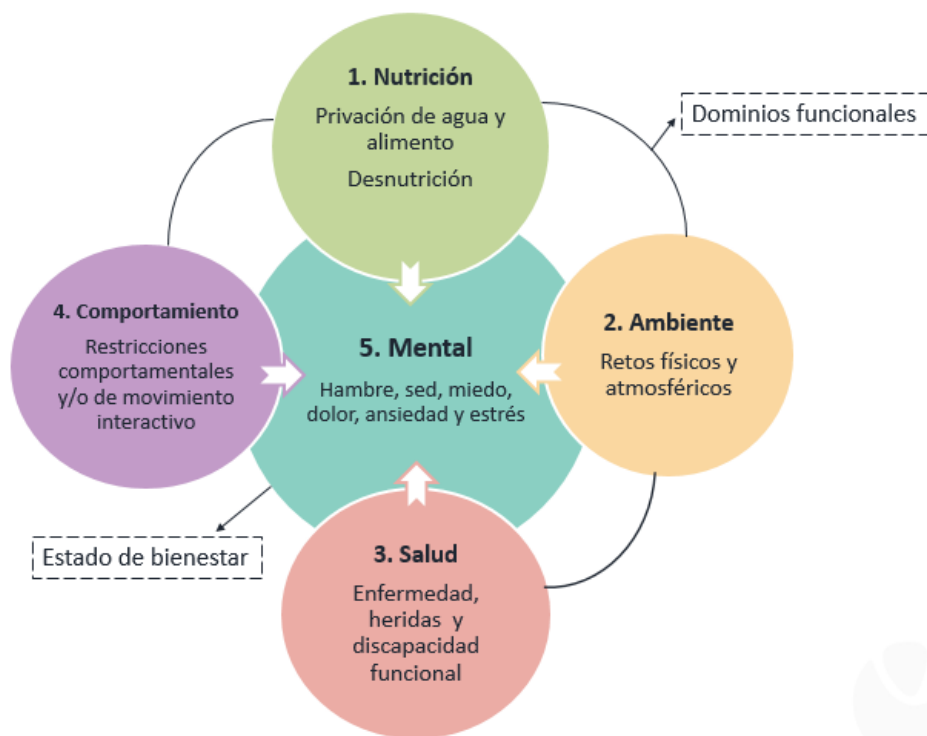 1. Nutrición
Privación de agua y
alimento
Desnutrición
Dominios funcionales
4. Comportamiento
Restricciones
comportamentales
y/o de movimiento
interactivo
5. Mental
Hambre, sed, miedo,
dolor, ansiedad y estrés
2. Ambiente
Retos físicos y
atmosféricos
Estado de bienestar
3. Salud
Enfermedad,
heridas y
discapacidad
funcional